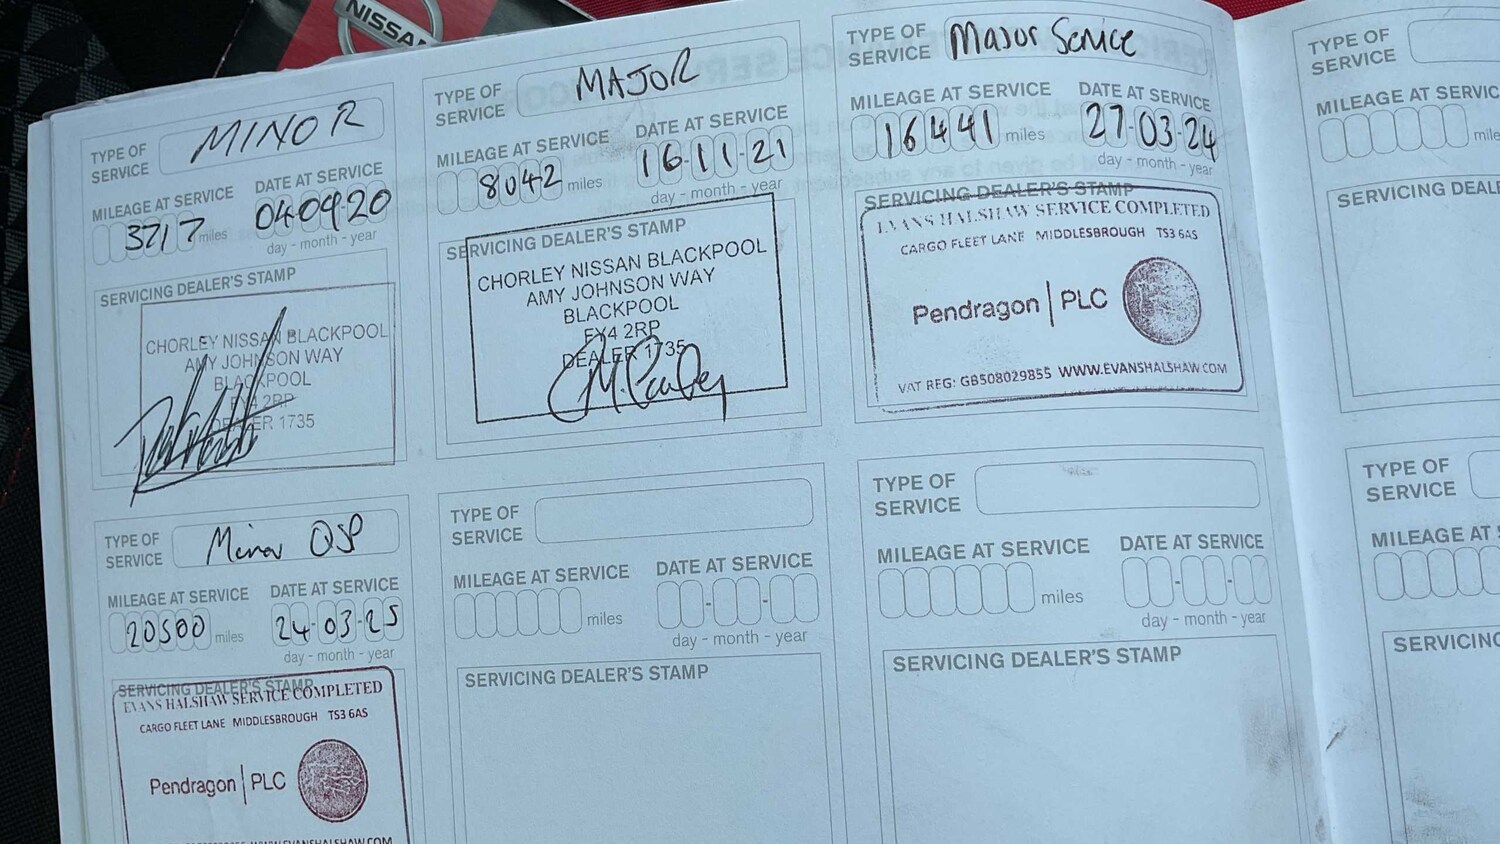 NISSAN
TYPE OF SERVICE MINOR
MILEAGE AT SERVICE
3717 miles
DATE AT SERVICE
04 09 20
day - month - year
SERVICING DEALER'S STAMP
CHORLEY NISSAN BLACKPOOL
AMY JOHNSON WAY
BLACKPOOL
FY4 2RP
DEALER 1735
TYPE OF SERVICE MAJOR
MILEAGE AT SERVICE
8042 miles
DATE AT SERVICE
16-11-21
day - month - year
SERVICING DEALER'S STAMP
CHORLEY NISSAN BLACKPOOL
AMY JOHNSON WAY
BLACKPOOL
FY4 2RP
DEALER 1735
TYPE OF SERVICE Major Service
MILEAGE AT SERVICE
16441 miles
DATE AT SERVICE
27-03-24
day - month - year
SERVICING DEALER'S STAMP
EVANS HALSHAW SERVICE COMPLETED
CARGO FLEET LANE MIDDLESBROUGH TS3 6AS
Pendragon | PLC
VAT REG: GB508029855 WWW.EVANSHALSHAW.COM
TYPE OF SERVICE
MILEAGE AT SERVIC
mile
SERVICING DEAL
TYPE OF SERVICE Minor QSP
MILEAGE AT SERVICE
20500 miles
DATE AT SERVICE
24-03-25
day - month - year
SERVICING DEALER'S STAMP
EVANS HALSHAW SERVICE COMPLETED
CARGO FLEET LANE MIDDLESBROUGH TS3 6AS
Pendragon | PLC
WWW.EVANSHALSHAW.COM
TYPE OF SERVICE
MILEAGE AT SERVICE
miles
DATE AT SERVICE
day - month - year
SERVICING DEALER'S STAMP
TYPE OF SERVICE
MILEAGE AT SERVICE
miles
DATE AT SERVICE
day - month - year
SERVICING DEALER'S STAMP
TYPE OF SERVICE
MILEAGE AT S
SERVICING